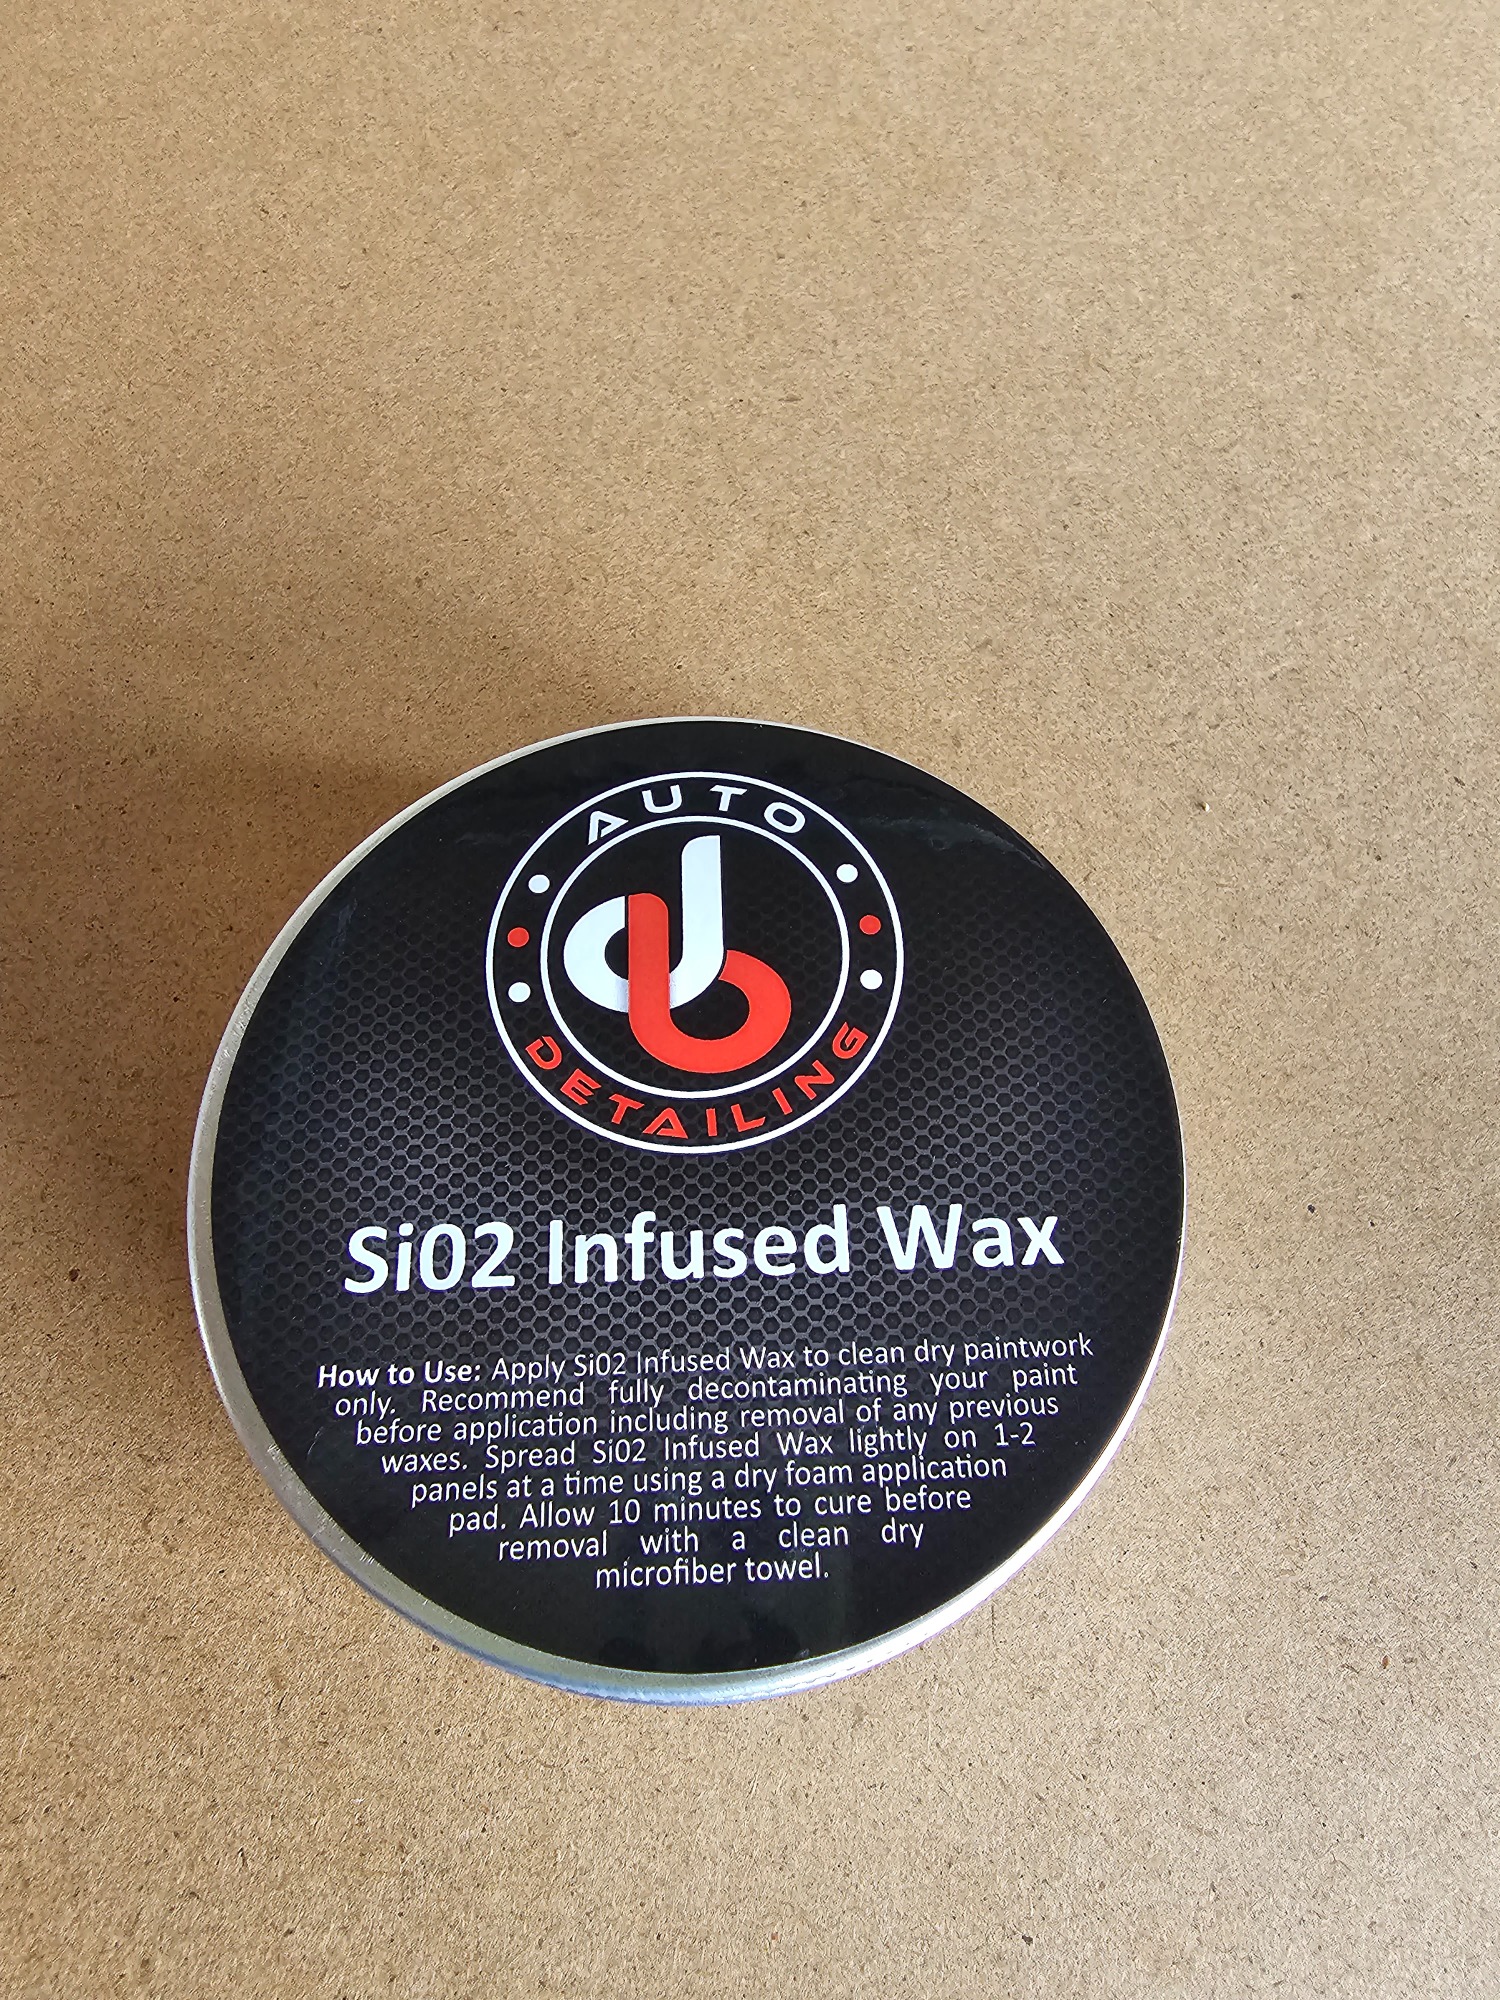 AUTO
db
DETAILING
Si02 Infused Wax
How to Use: Apply Si02 Infused Wax to clean dry paintwork
only. Recommend fully decontaminating your paint
before application including removal of any previous
waxes. Spread Si02 Infused Wax lightly on 1-2
panels at a time using a dry foam application
pad. Allow 10 minutes to cure before
removal with a clean dry
microfiber towel.